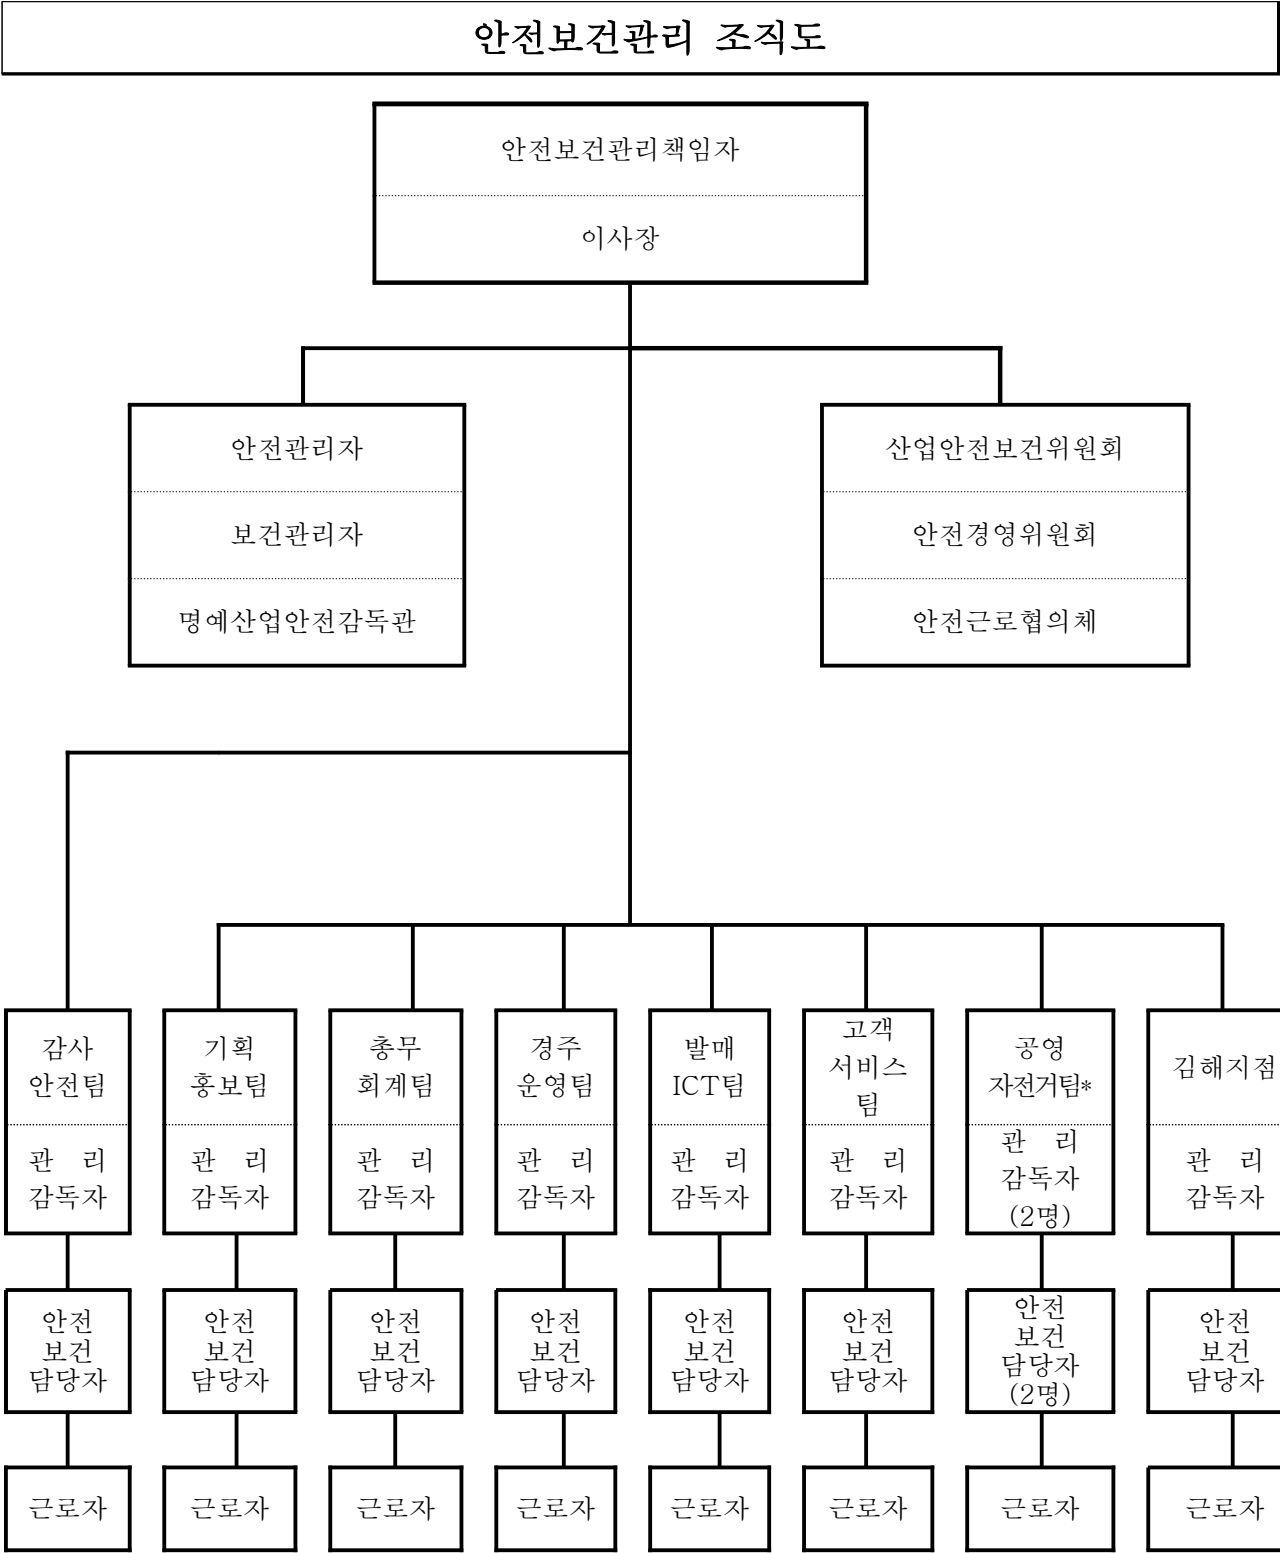 안전보건관리 조직도
안전보건관리책임자
이사장
안전관리자
보건관리자
명예산업안전감독관
산업안전보건위원회
안전경영위원회
안전근로협의체
감사
안전팀
관 리
감독자
기획
홍보팀
관 리
감독자
총무
회계팀
관 리
감독자
경주
운영팀
관 리
감독자
발매
ICT팀
관 리
감독자
고객
서비스
팀
관 리
감독자
공영
자전거팀*
관 리
감독자
(2명)
김해지점
관 리
감독자
안전
보건
담당자
안전
보건
담당자
안전
보건
담당자
안전
보건
담당자
안전
보건
담당자
안전
보건
담당자
안전
보건
담당자
(2명)
안전
보건
담당자
근로자
근로자
근로자
근로자
근로자
근로자
근로자
근로자